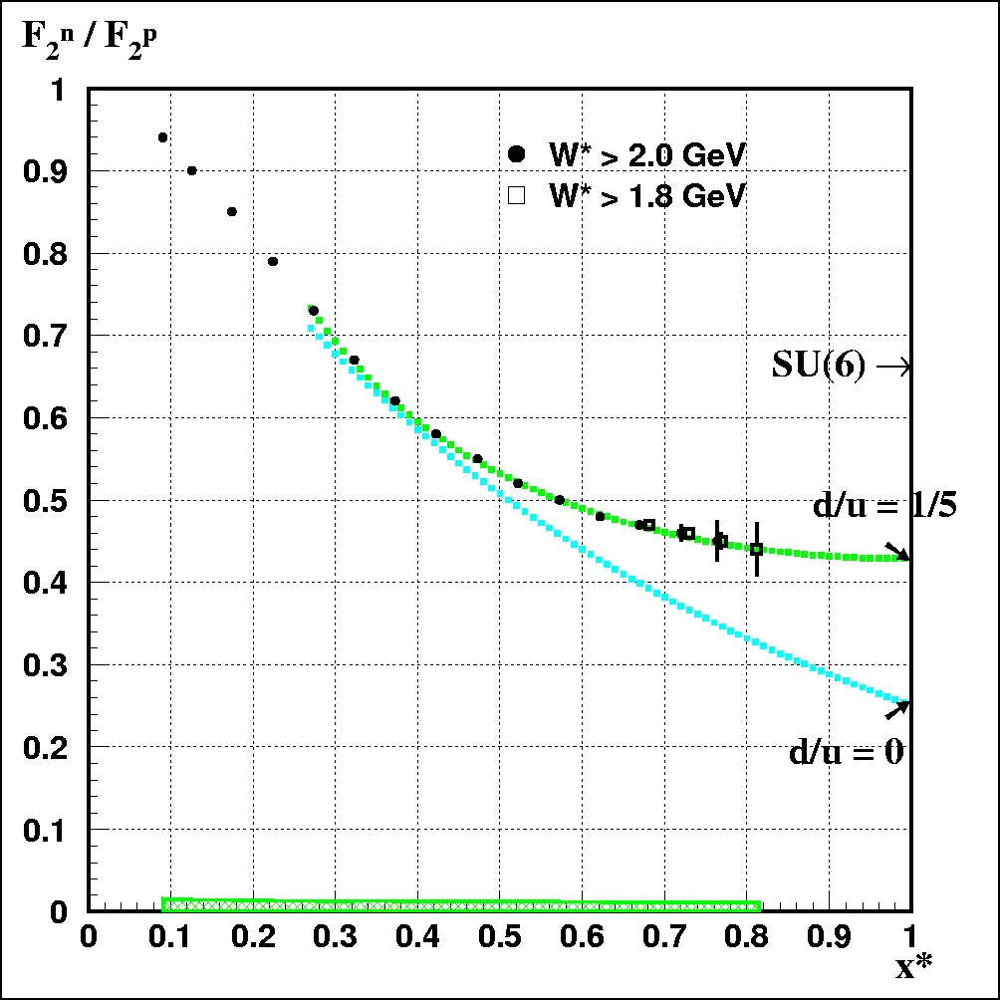 F₂ⁿ / F₂ᵖ
1
W* > 2.0 GeV
0.9
W* > 1.8 GeV
0.8
0.7
SU(6) →
0.6
0.5
d/u = 1/5
0.4
0.3
0.2
d/u = 0
0.1
0
0 0.1 0.2 0.3 0.4 0.5 0.6 0.7 0.8 0.9 1
x*